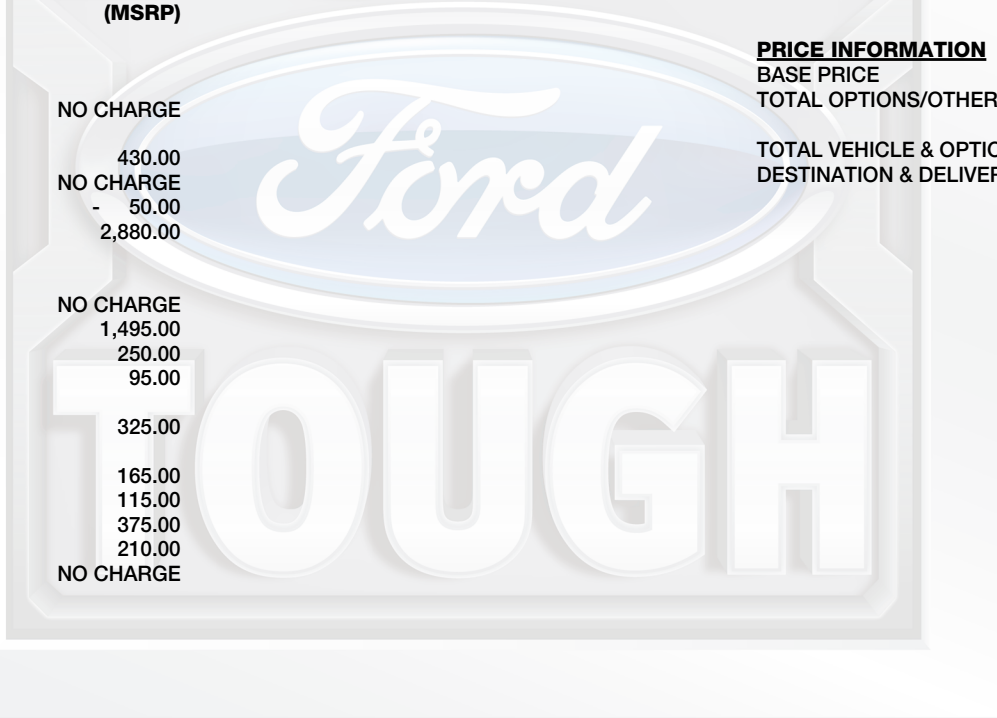 (MSRP)
NO CHARGE
430.00
NO CHARGE
- 50.00
2,880.00
NO CHARGE
1,495.00
250.00
95.00
325.00
165.00
115.00
375.00
210.00
NO CHARGE
PRICE INFORMATION
BASE PRICE
TOTAL OPTIONS/OTHER
TOTAL VEHICLE & OPTIO
DESTINATION & DELIVER
Ford
TOUGH